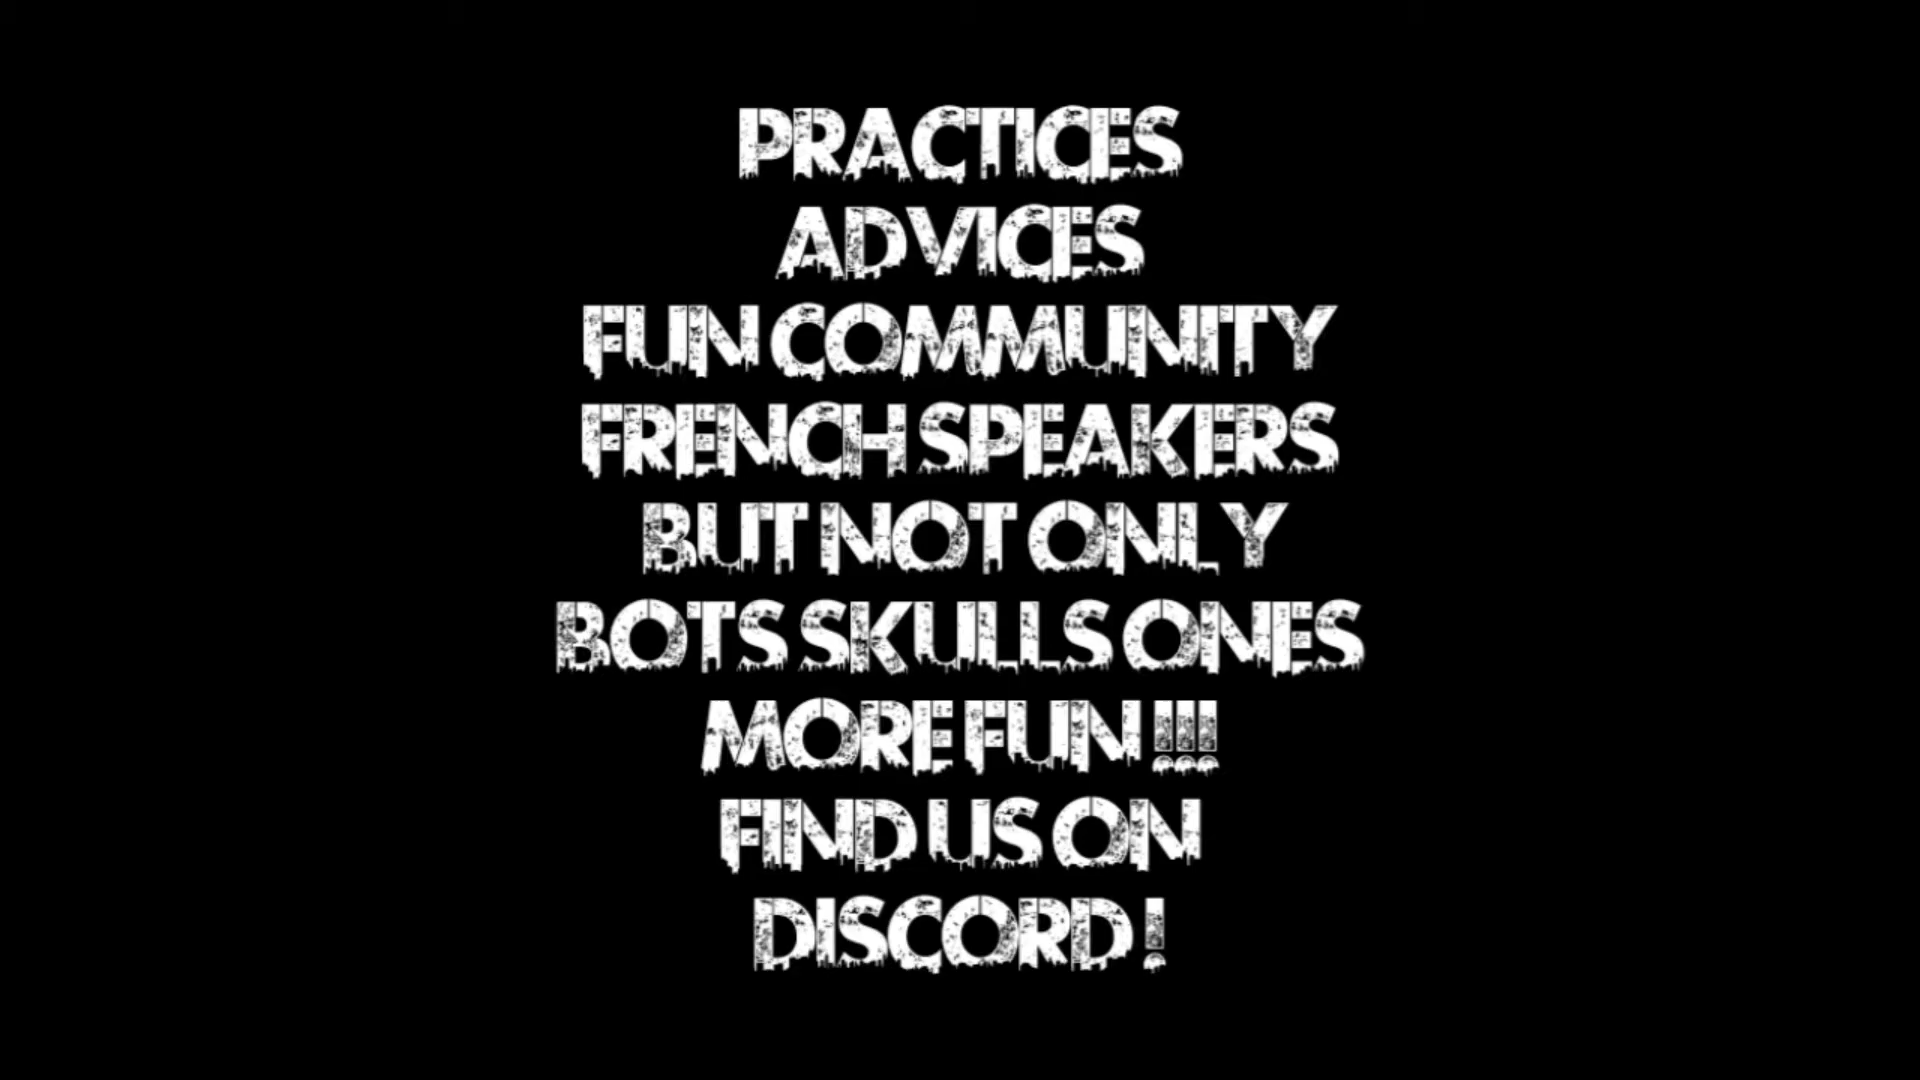 PRACTICES
ADVICES
FUN COMMUNITY
FRENCH SPEAKERS
BUT NOT ONLY
BOTS SKULLS ONES
MORE FUN !!!
FIND US ON
DISCORD !